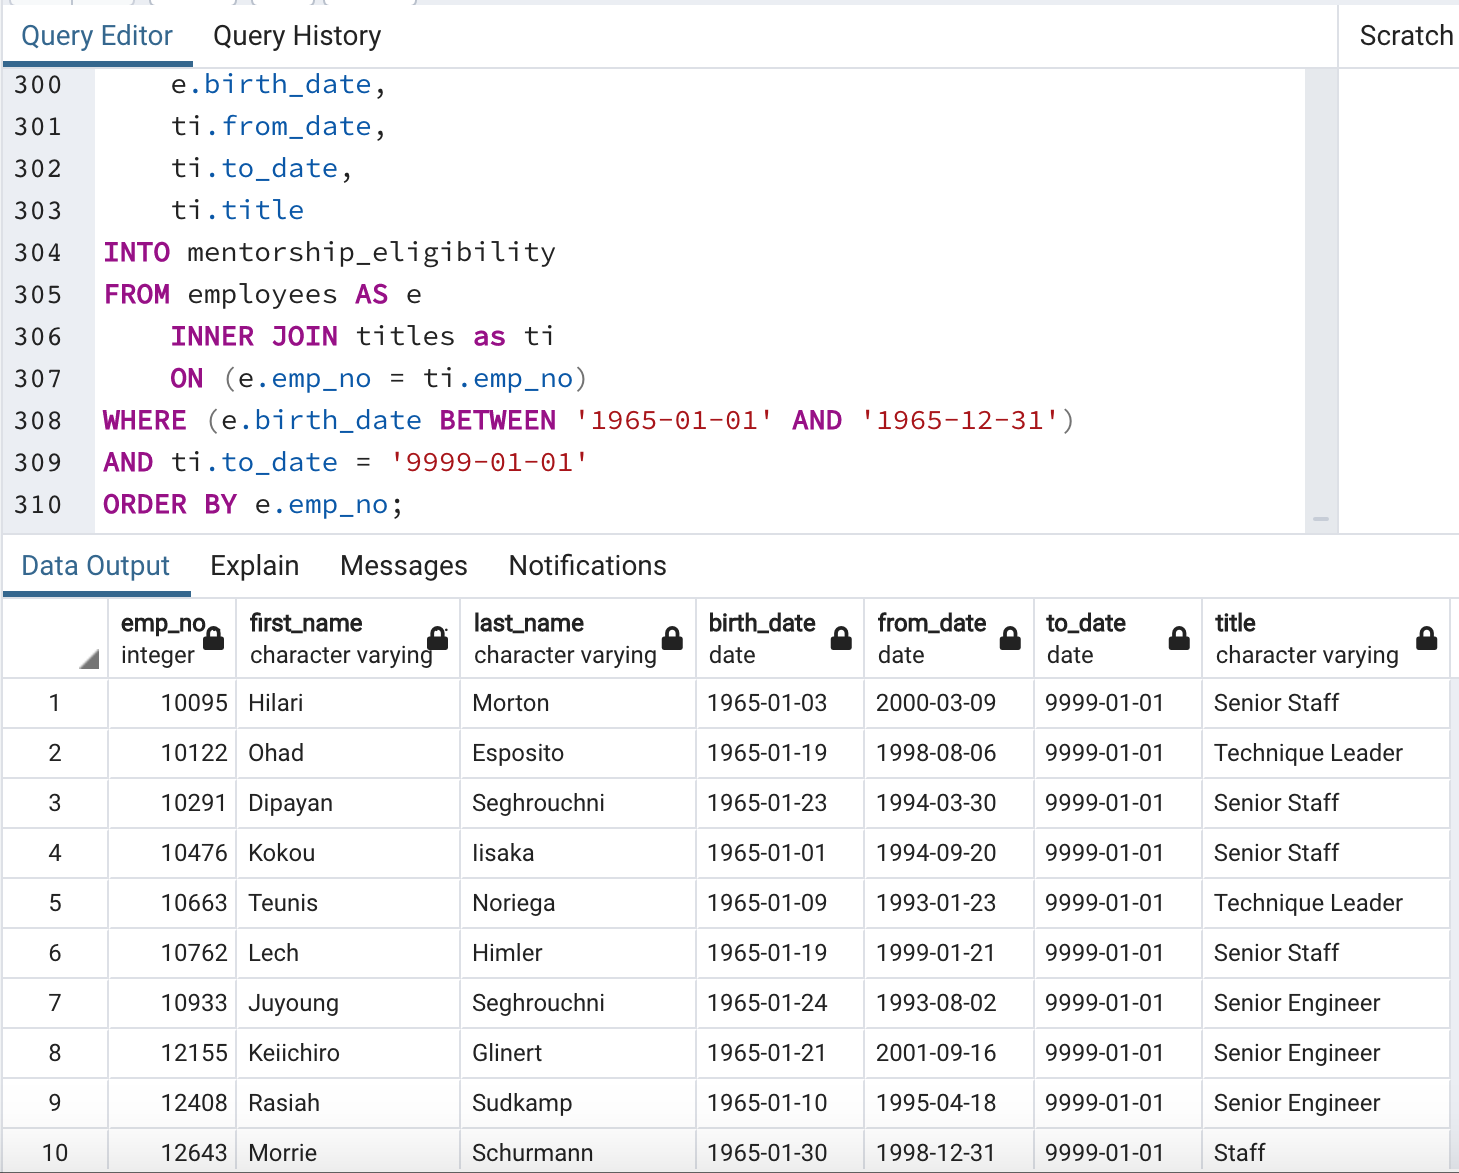 Query Editor Query History Scratch
300 e.birth_date,
301 ti.from_date,
302 ti.to_date,
303 ti.title
304 INTO mentorship_eligibility
305 FROM employees AS e
306 INNER JOIN titles as ti
307 ON (e.emp_no = ti.emp_no)
308 WHERE (e.birth_date BETWEEN '1965-01-01' AND '1965-12-31')
309 AND ti.to_date = '9999-01-01'
310 ORDER BY e.emp_no;
Data Output Explain Messages Notifications
emp_no first_name last_name birth_date from_date to_date title
integer character varying character varying date date date character varying
1 10095 Hilari Morton 1965-01-03 2000-03-09 9999-01-01 Senior Staff
2 10122 Ohad Esposito 1965-01-19 1998-08-06 9999-01-01 Technique Leader
3 10291 Dipayan Seghrouchni 1965-01-23 1994-03-30 9999-01-01 Senior Staff
4 10476 Kokou Iisaka 1965-01-01 1994-09-20 9999-01-01 Senior Staff
5 10663 Teunis Noriega 1965-01-09 1993-01-23 9999-01-01 Technique Leader
6 10762 Lech Himler 1965-01-19 1999-01-21 9999-01-01 Senior Staff
7 10933 Juyoung Seghrouchni 1965-01-24 1993-08-02 9999-01-01 Senior Engineer
8 12155 Keiichiro Glinert 1965-01-21 2001-09-16 9999-01-01 Senior Engineer
9 12408 Rasiah Sudkamp 1965-01-10 1995-04-18 9999-01-01 Senior Engineer
10 12643 Morrie Schurmann 1965-01-30 1998-12-31 9999-01-01 Staff